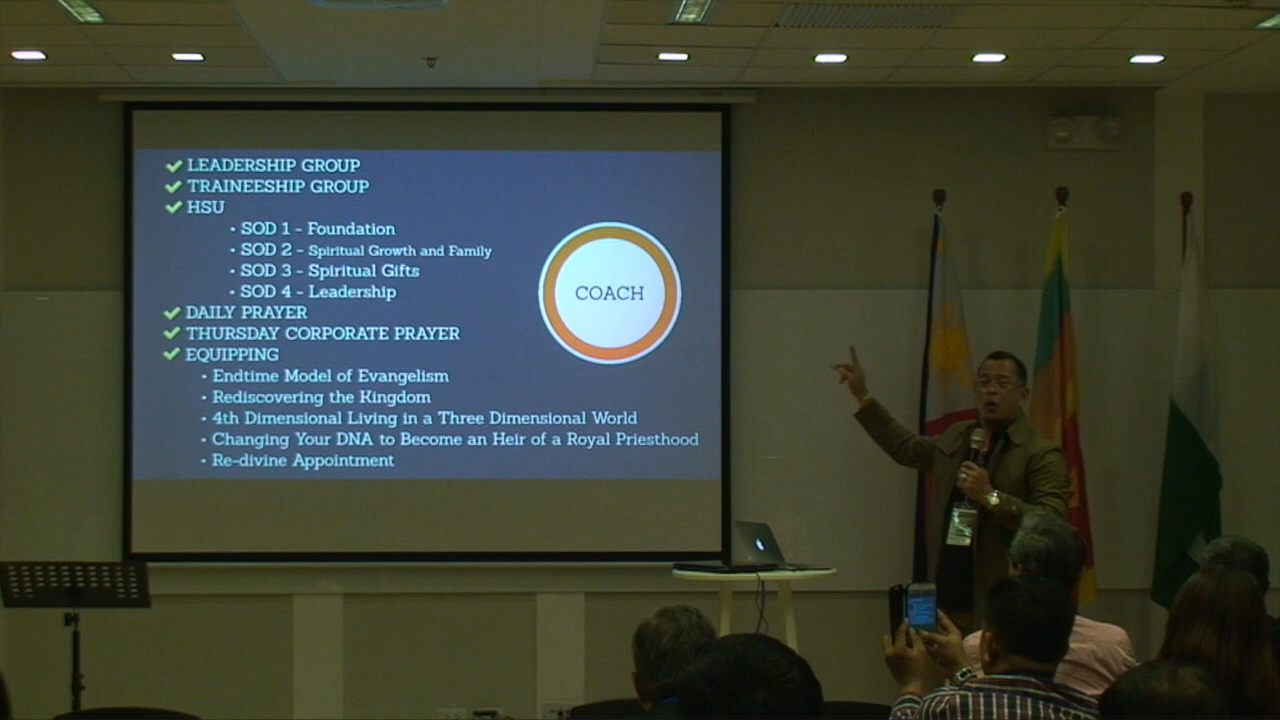 LEADERSHIP GROUP
TRAINEESHIP GROUP
HSU
• SOD 1 - Foundation
• SOD 2 - Spiritual Growth and Family
• SOD 3 - Spiritual Gifts
• SOD 4 - Leadership
DAILY PRAYER
THURSDAY CORPORATE PRAYER
EQUIPPING
• Endtime Model of Evangelism
• Rediscovering the Kingdom
• 4th Dimensional Living in a Three Dimensional World
• Changing Your DNA to Become an Heir of a Royal Priesthood
• Re-divine Appointment
COACH